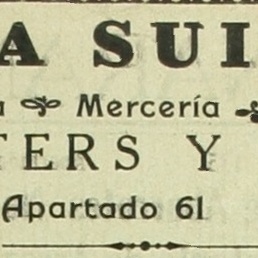 A SUI
a Mercería
TERS Y
Apartado 61